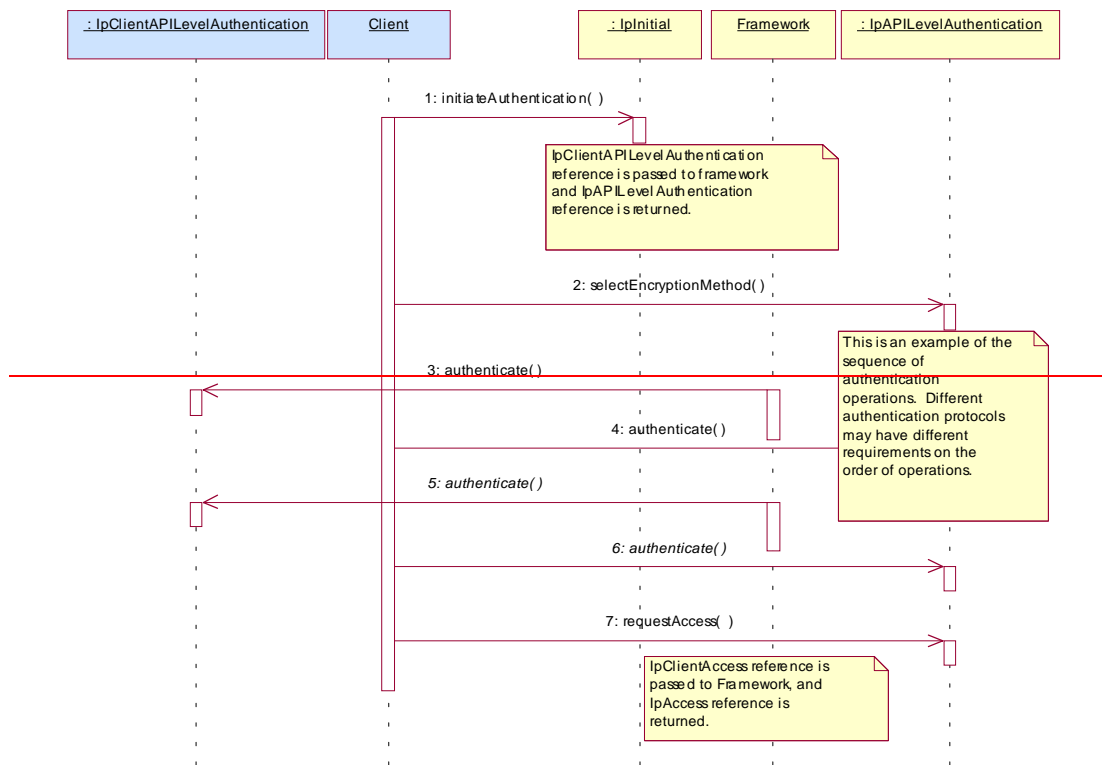 : IpClientAPILevelAuthentication
Client
: IpInitial
Framework
: IpAPILevelAuthentication
1: initiateAuthentication( )
IpClientAPILevelAuthentication
reference is passed to framework
and IpAPILevelAuthentication
reference is returned.
2: selectEncryptionMethod( )
This is an example of the
sequence of
authentication
operations. Different
authentication protocols
may have different
requirements on the
order of operations.
3: authenticate( )
4: authenticate( )
5: authenticate( )
6: authenticate( )
7: requestAccess( )
IpClientAccess reference is
passed to Framework, and
IpAccess reference is
returned.